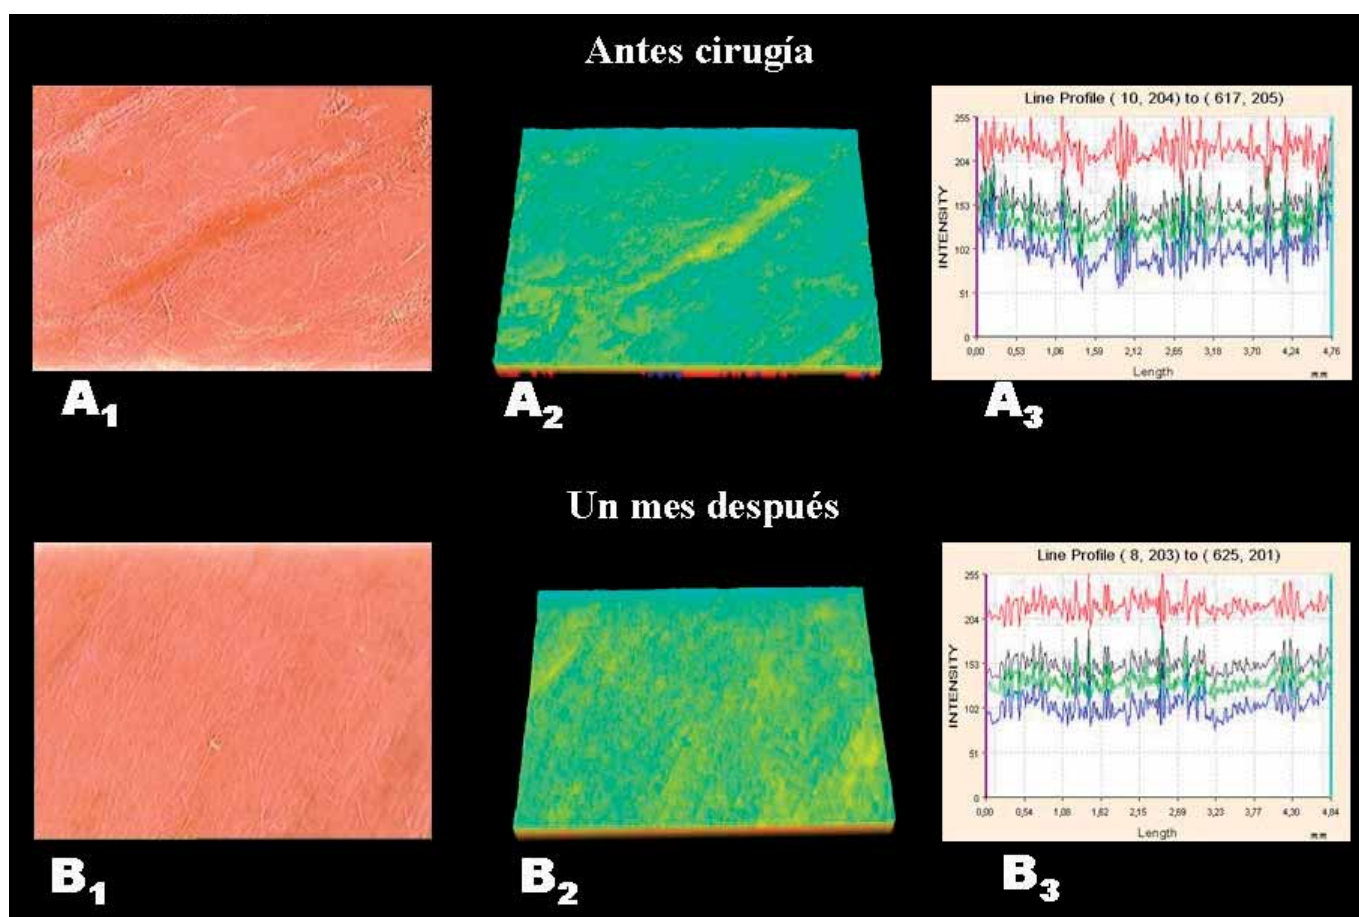 Antes cirugía
Line Profile ( 10, 204) to ( 617, 205)
INTENSITY
255
204
153
102
51
0
0,00 0,53 1,06 1,59 2,12 2,65 3,18 3,70 4,24 4,76
Length
A1
A2
A3
Un mes después
Line Profile ( 8, 203) to ( 625, 201)
INTENSITY
255
204
153
102
51
0
0,00 0,54 1,08 1,62 2,15 2,69 3,23 3,77 4,30 4,84
Length
B1
B2
B3